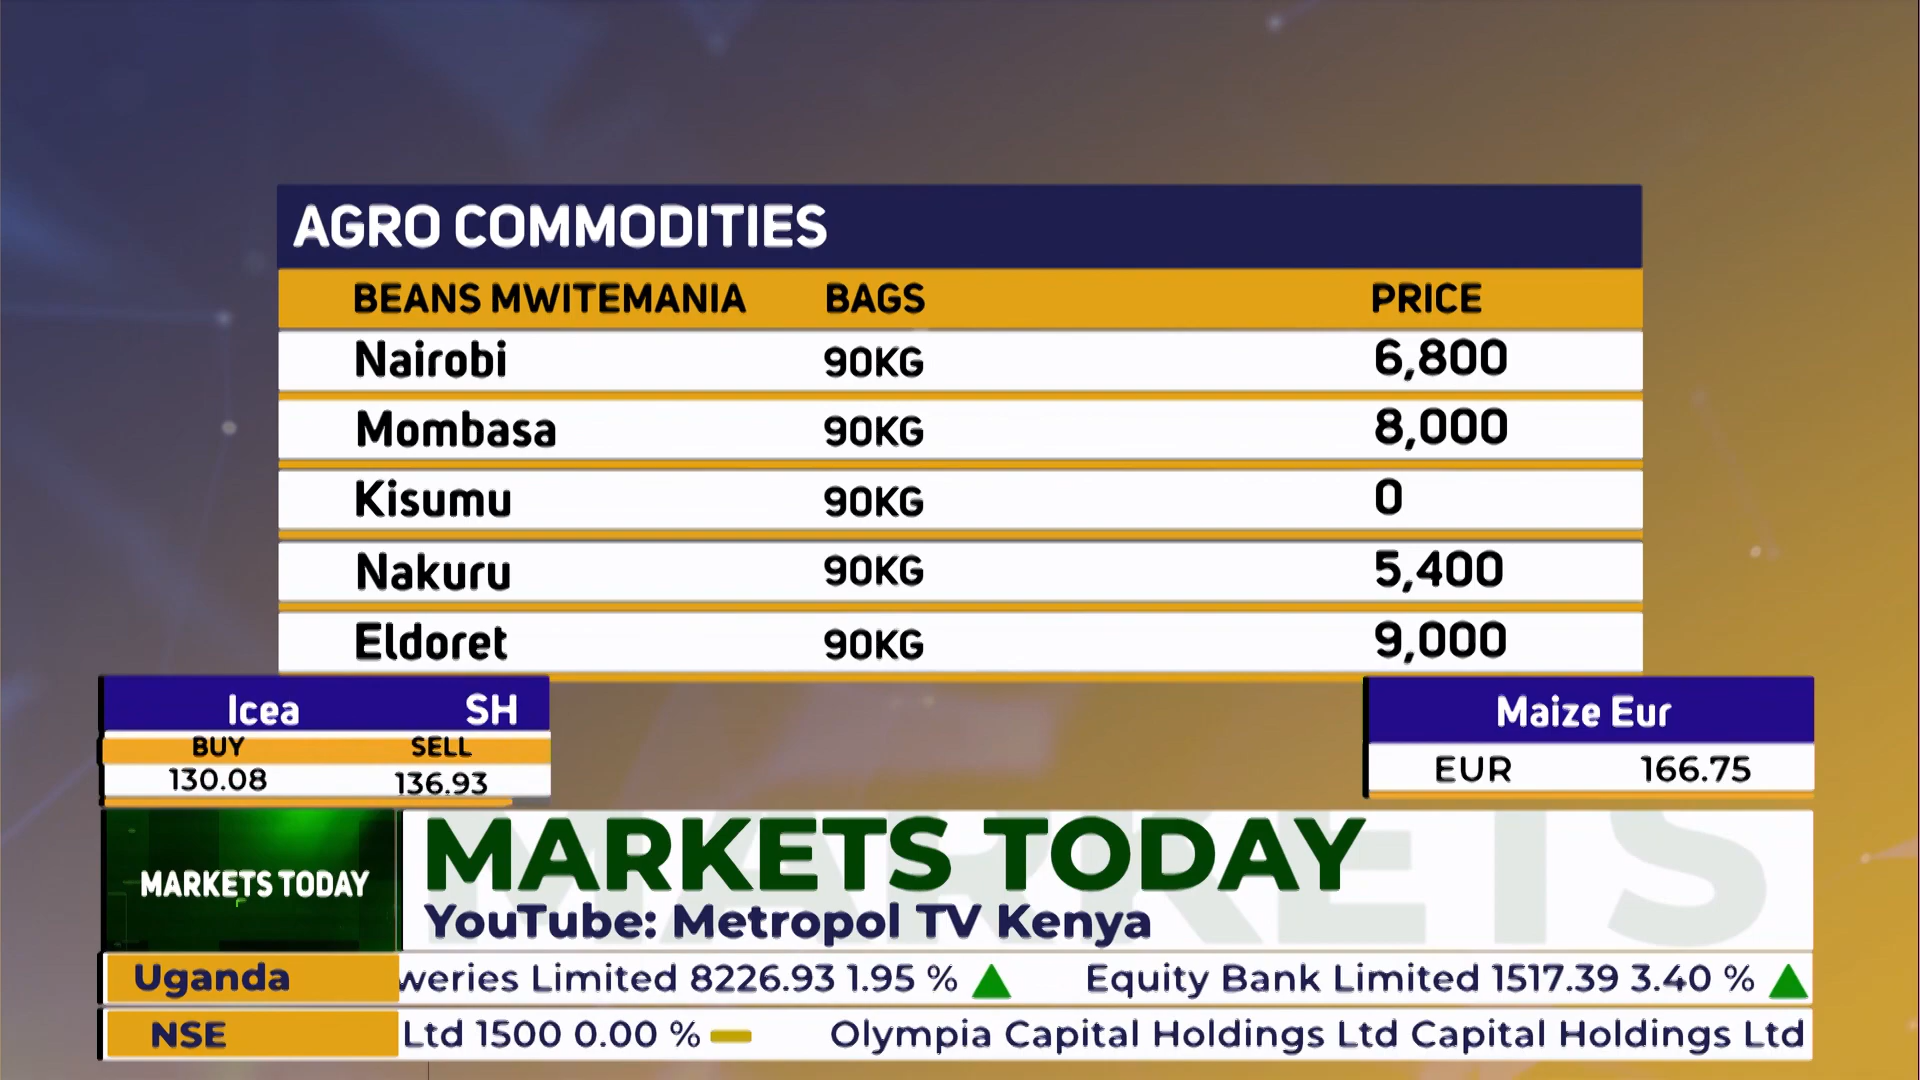 AGRO COMMODITIES
BEANS MWITEMANIA BAGS PRICE
Nairobi 90KG 6,800
Mombasa 90KG 8,000
Kisumu 90KG 0
Nakuru 90KG 5,400
Eldoret 90KG 9,000
Icea SH
BUY SELL
130.08 136.93
Maize Eur
EUR 166.75
MARKETS TODAY
MARKETS TODAY
YouTube: Metropol TV Kenya
MARKETS
Uganda weries Limited 8226.93 1.95 % Equity Bank Limited 1517.39 3.40 %
NSE Ltd 1500 0.00 % Olympia Capital Holdings Ltd Capital Holdings Ltd